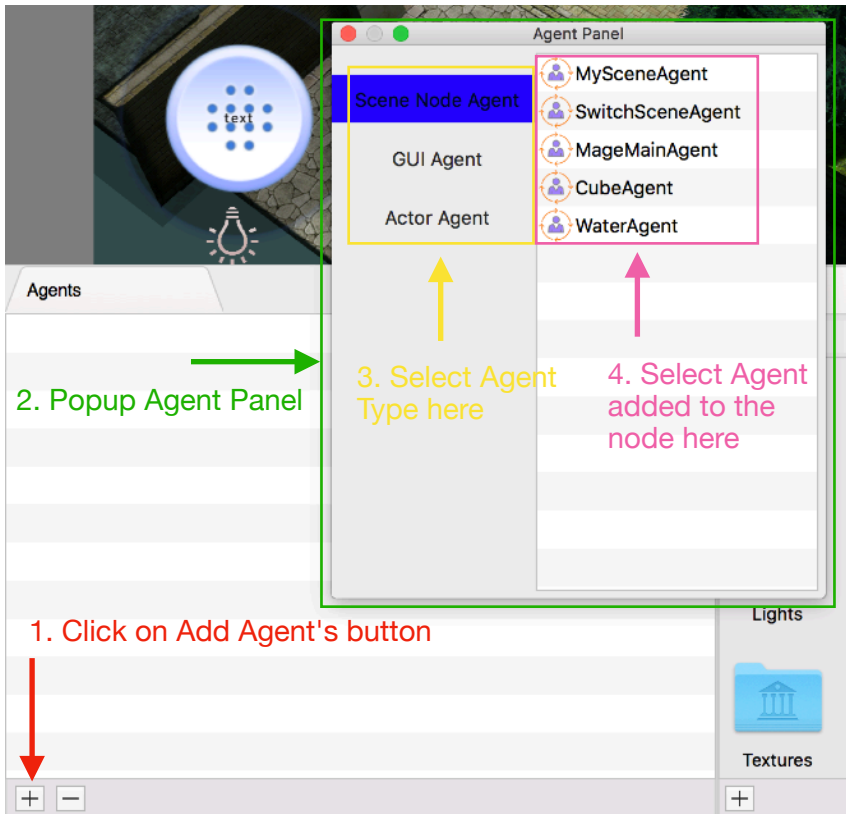 Agent Panel
text
Scene Node Agent
GUI Agent
Actor Agent
MySceneAgent
SwitchSceneAgent
MageMainAgent
CubeAgent
WaterAgent
Agents
2. Popup Agent Panel
3. Select Agent
Type here
4. Select Agent
added to the
node here
1. Click on Add Agent's button
Lights
Textures